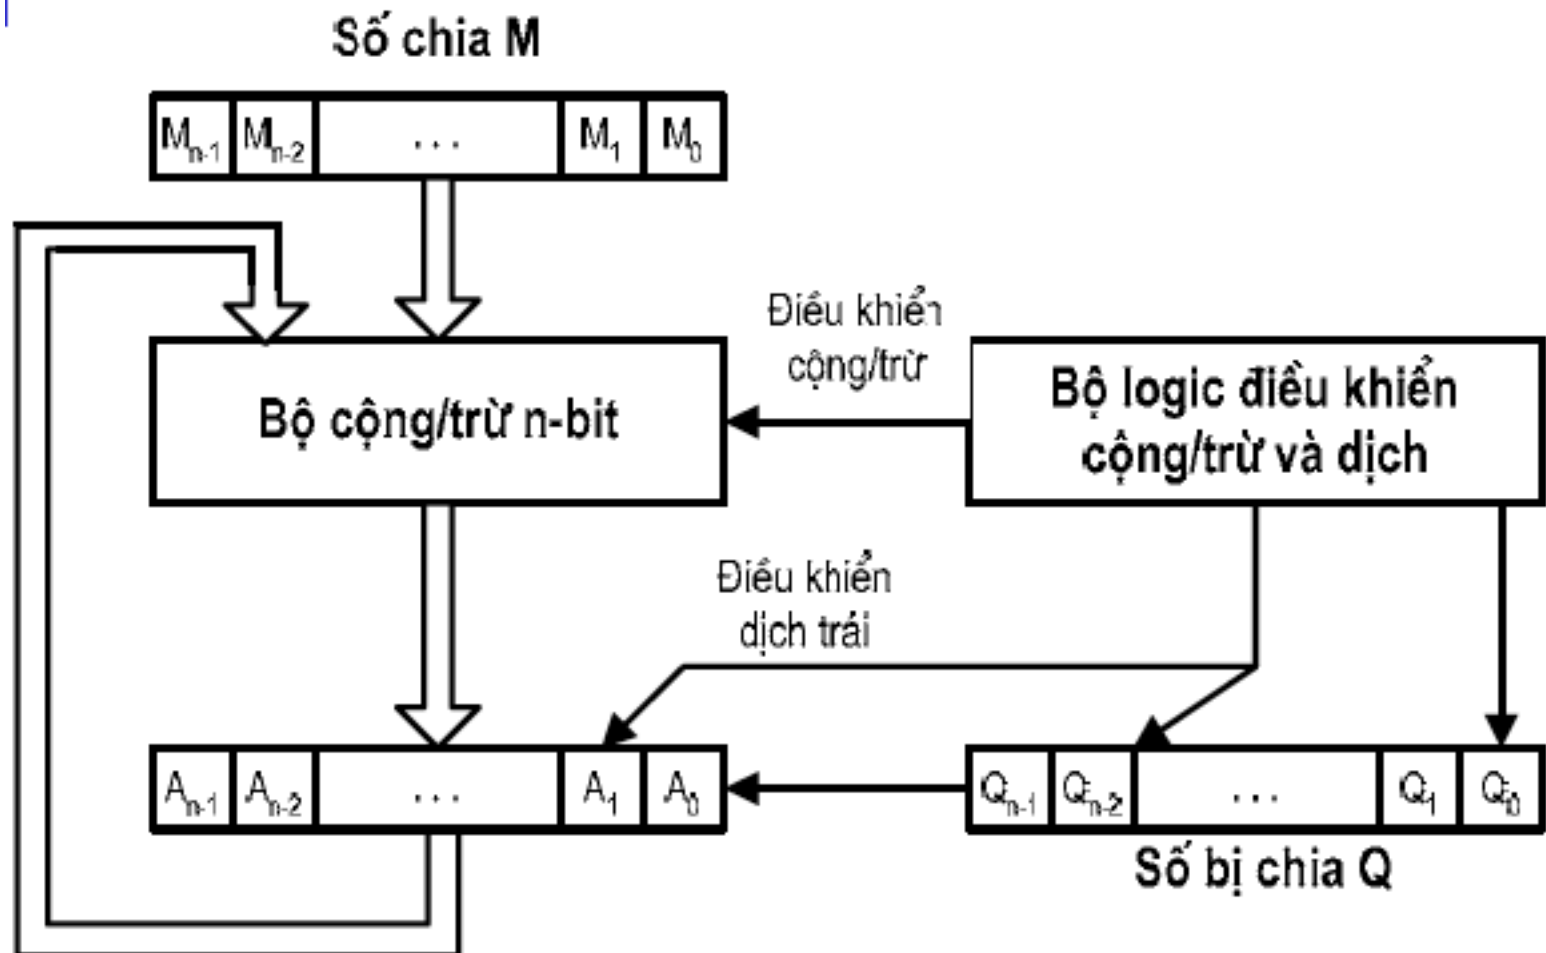 Số chia M
Mn-1 Mn-2 ... M1 M0
Điều khiển
cộng/trừ
Bộ cộng/trừ n-bit
Bộ logic điều khiển
cộng/trừ và dịch
Điều khiển
dịch trái
An-1 An-2 ... A1 A0
Qn-1 Qn-2 ... Q1 Q0
Số bị chia Q